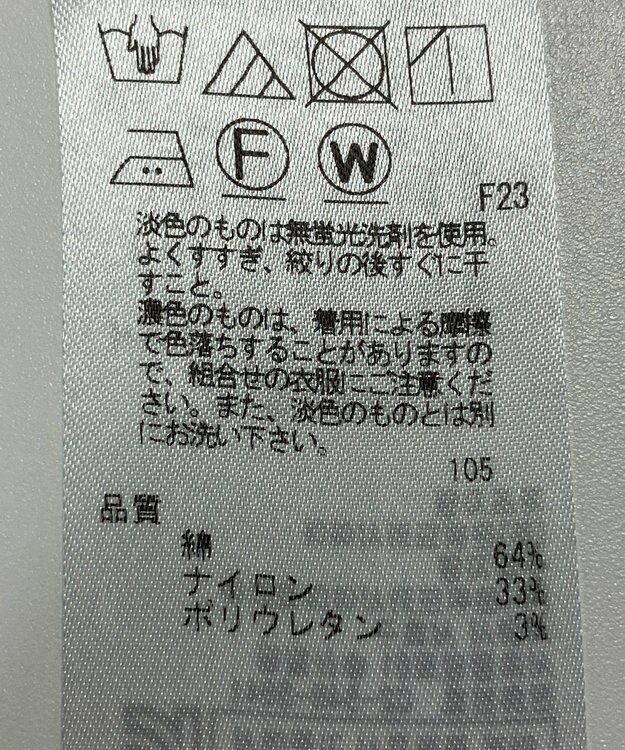 F
W
F23
淡色のものは無蛍光洗剤を使用。
よくすすぎ、絞りの後すぐに干
すこと。
濃色のものは、着用による摩擦
で色落ちすることがありますの
で、組合せの衣服にご注意くだ
さい。また、淡色のものとは別
にお洗い下さい。
105
品質
綿 64%
ナイロン 33%
ポリウレタン 3%